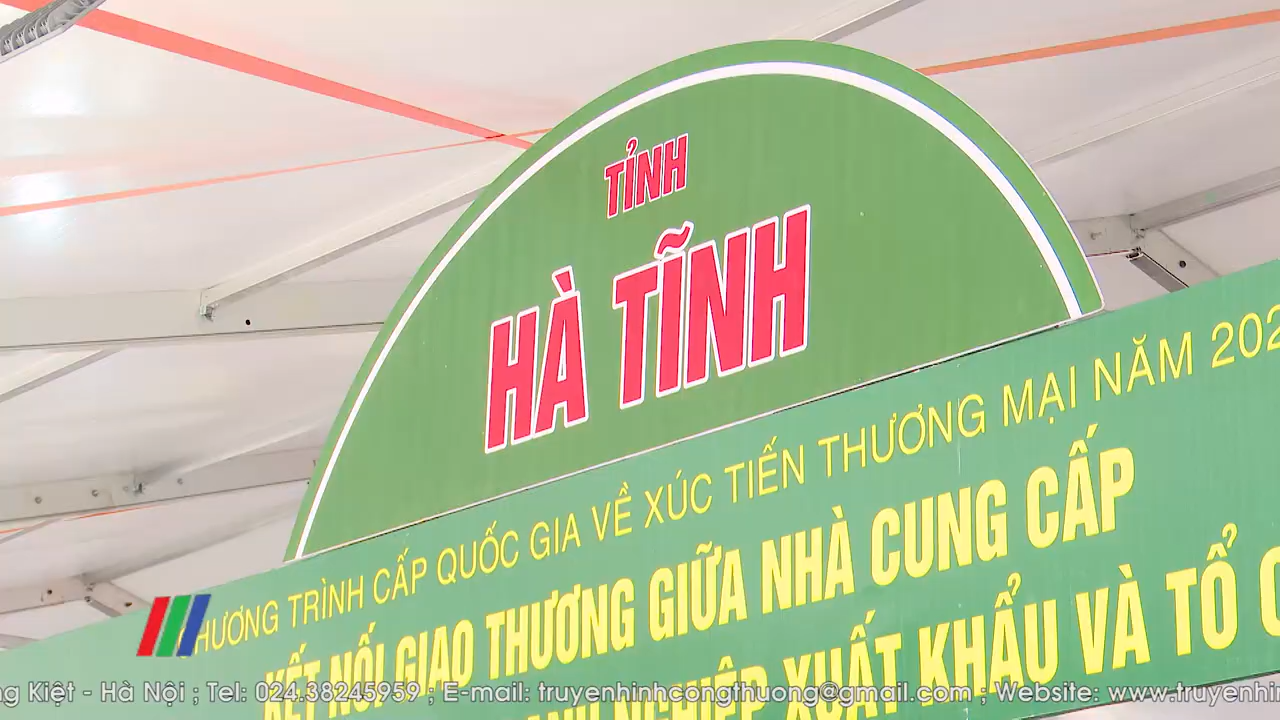 TỈNH
HÀ TĨNH
CHƯƠNG TRÌNH CẤP QUỐC GIA VỀ XÚC TIẾN THƯƠNG MẠI NĂM 202
KẾT NỐI GIAO THƯƠNG GIỮA NHÀ CUNG CẤP
NGHIỆP XUẤT KHẨU VÀ TỔ
Kiệt - Hà Nội ; Tel: 024.38245959 ; E-mail: truyenhinhcongthuong@gmail.com ; Website: www.truyenhin